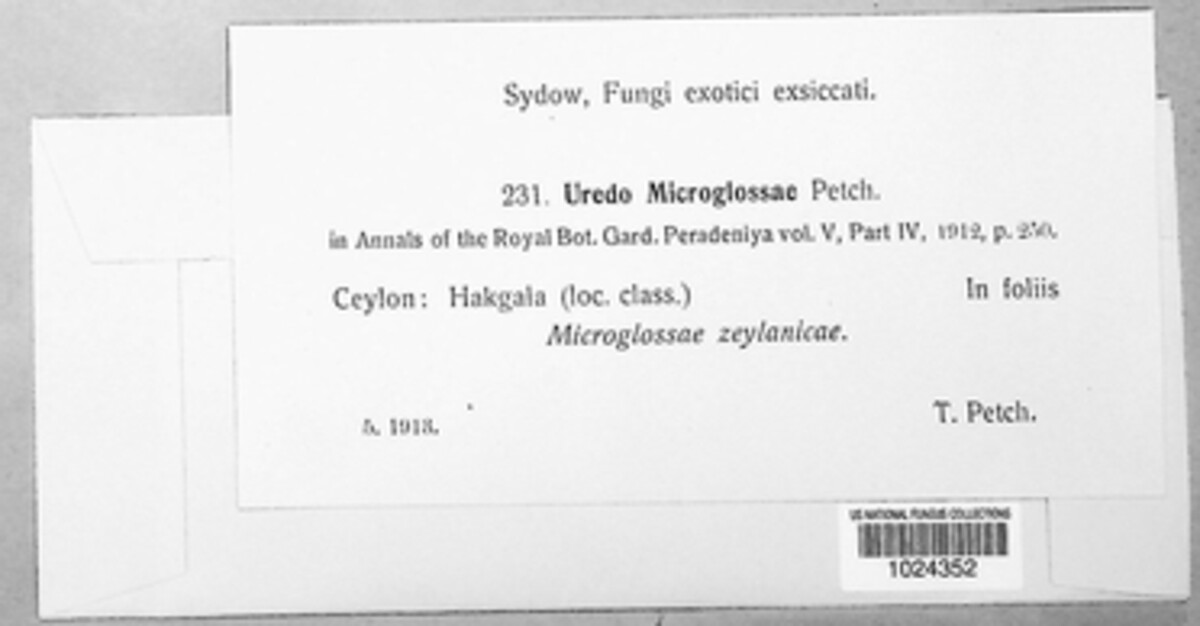 Sydow, Fungi exotici exsiccati.
231. Uredo Microglossae Petch.
in Annals of the Royal Bot. Gard. Peradeniya vol. V, Part IV, 1912, p. 250.
Ceylon: Hakgala (loc. class.) In foliis
Microglossae zeylanicae.
5. 1913. T. Petch.
US NATIONAL FUNGUS COLLECTIONS
1024352